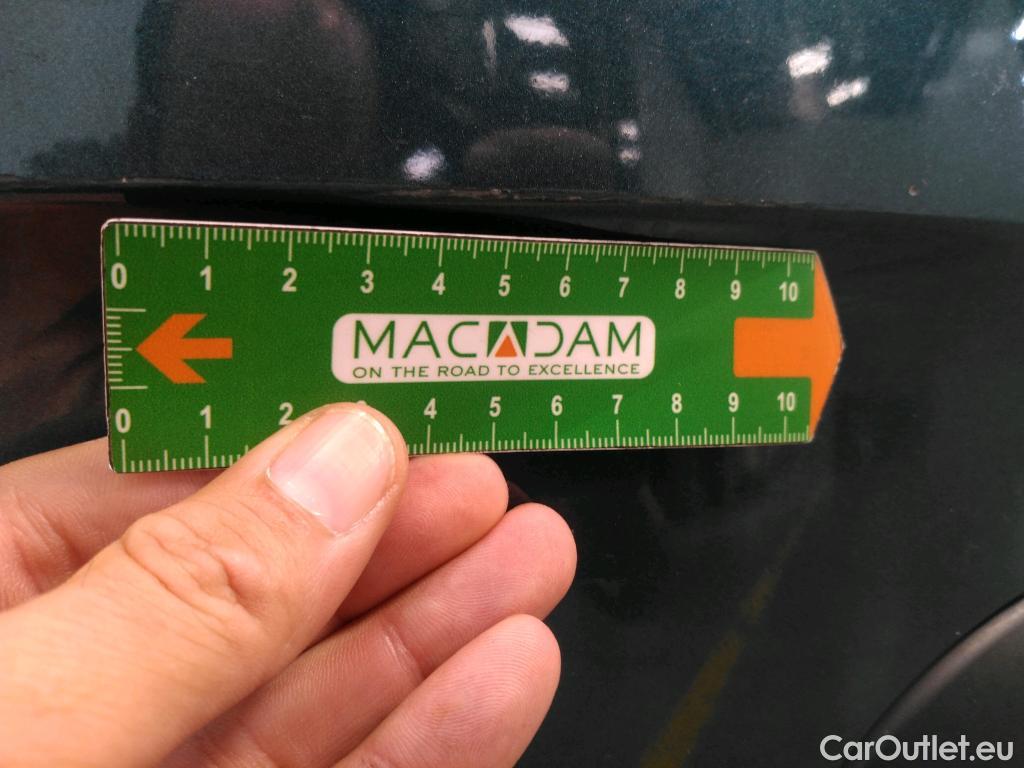 0 1 2 3 4 5 6 7 8 9 10
MACADAM
ON THE ROAD TO EXCELLENCE
0 1 2 4 5 6 7 8 9 10
CarOutlet.eu